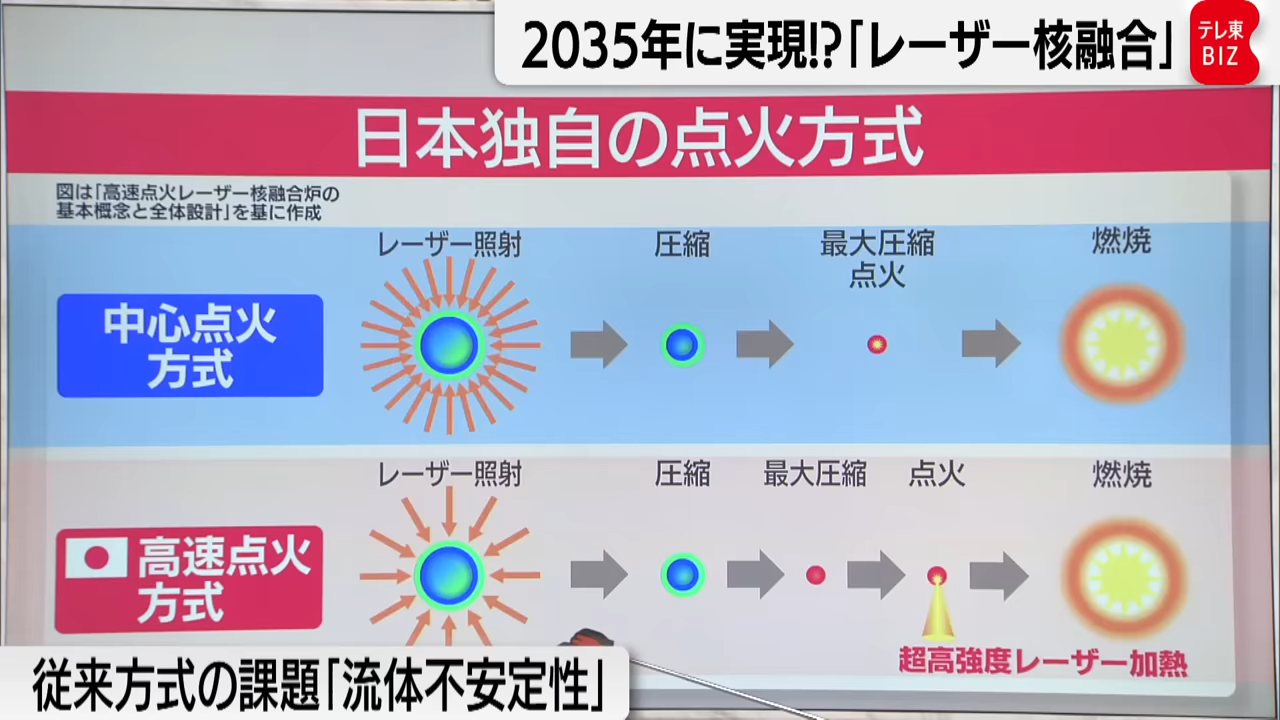 2035年に実現!?「レーザー核融合」
テレ東
BIZ
日本独自の点火方式
図は「高速点火レーザー核融合炉の
基本概念と全体設計」を基に作成
レーザー照射
圧縮
最大圧縮
点火
燃焼
中心点火
方式
レーザー照射
圧縮
最大圧縮
点火
燃焼
高速点火
方式
超高強度レーザー加熱
従来方式の課題「流体不安定性」